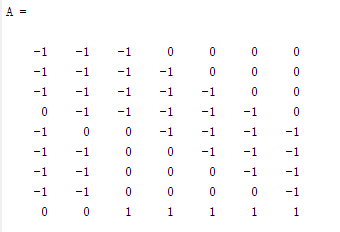 A =
-1 -1 -1 0 0 0 0
-1 -1 -1 -1 0 0 0
-1 -1 -1 -1 -1 0 0
0 -1 -1 -1 -1 -1 0
-1 0 0 -1 -1 -1 -1
-1 -1 0 0 -1 -1 -1
-1 -1 0 0 0 -1 -1
-1 -1 0 0 0 0 -1
0 0 1 1 1 1 1